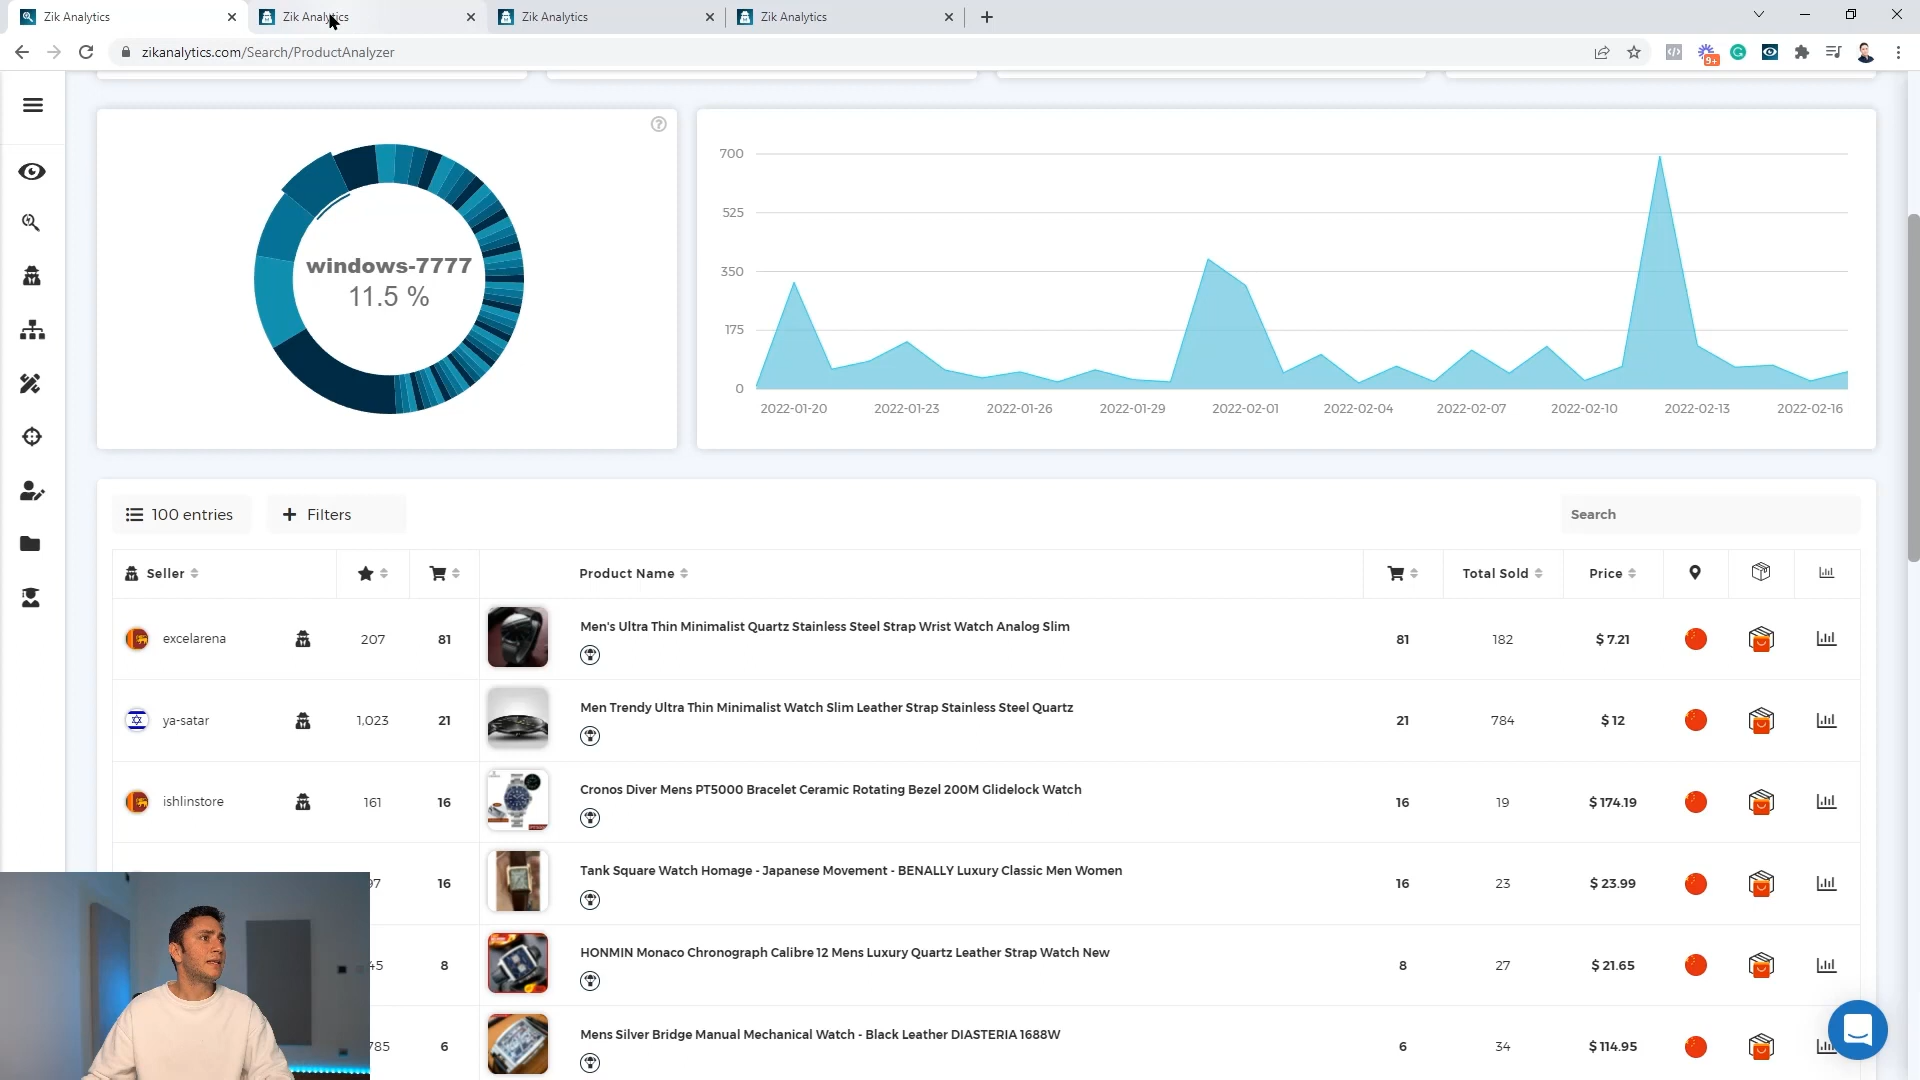 Zik Analytics
Zik Analytics
Zik Analytics
Zik Analytics
zikanalytics.com/Search/ProductAnalyzer
9+
windows-7777
11.5 %
700
525
350
175
0
2022-01-20 2022-01-23 2022-01-26 2022-01-29 2022-02-01 2022-02-04 2022-02-07 2022-02-10 2022-02-13 2022-02-16
100 entries + Filters Search
Seller Product Name Total Sold Price
excelarena 207 81 Men's Ultra Thin Minimalist Quartz Stainless Steel Strap Wrist Watch Analog Slim 81 182 $ 7.21
ya-satar 1,023 21 Men Trendy Ultra Thin Minimalist Watch Slim Leather Strap Stainless Steel Quartz 21 784 $ 12
ishlinstore 161 16 Cronos Diver Mens PT5000 Bracelet Ceramic Rotating Bezel 200M Glidelock Watch 16 19 $ 174.19
97 16 Tank Square Watch Homage - Japanese Movement - BENALLY Luxury Classic Men Women 16 23 $ 23.99
45 8 HONMIN Monaco Chronograph Calibre 12 Mens Luxury Quartz Leather Strap Watch New 8 27 $ 21.65
785 6 Mens Silver Bridge Manual Mechanical Watch - Black Leather DIASTERIA 1688W 6 34 $ 114.95